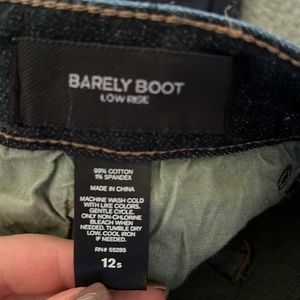 BARELY BOOT
LOW RISE
99% COTTON
1% SPANDEX
MADE IN CHINA
MACHINE WASH COLD
WITH LIKE COLORS.
GENTLE CYCLE.
ONLY NON-CHLORINE
BLEACH WHEN
NEEDED. TUMBLE DRY
LOW. COOL IRON
IF NEEDED.
RN# 55285
12s